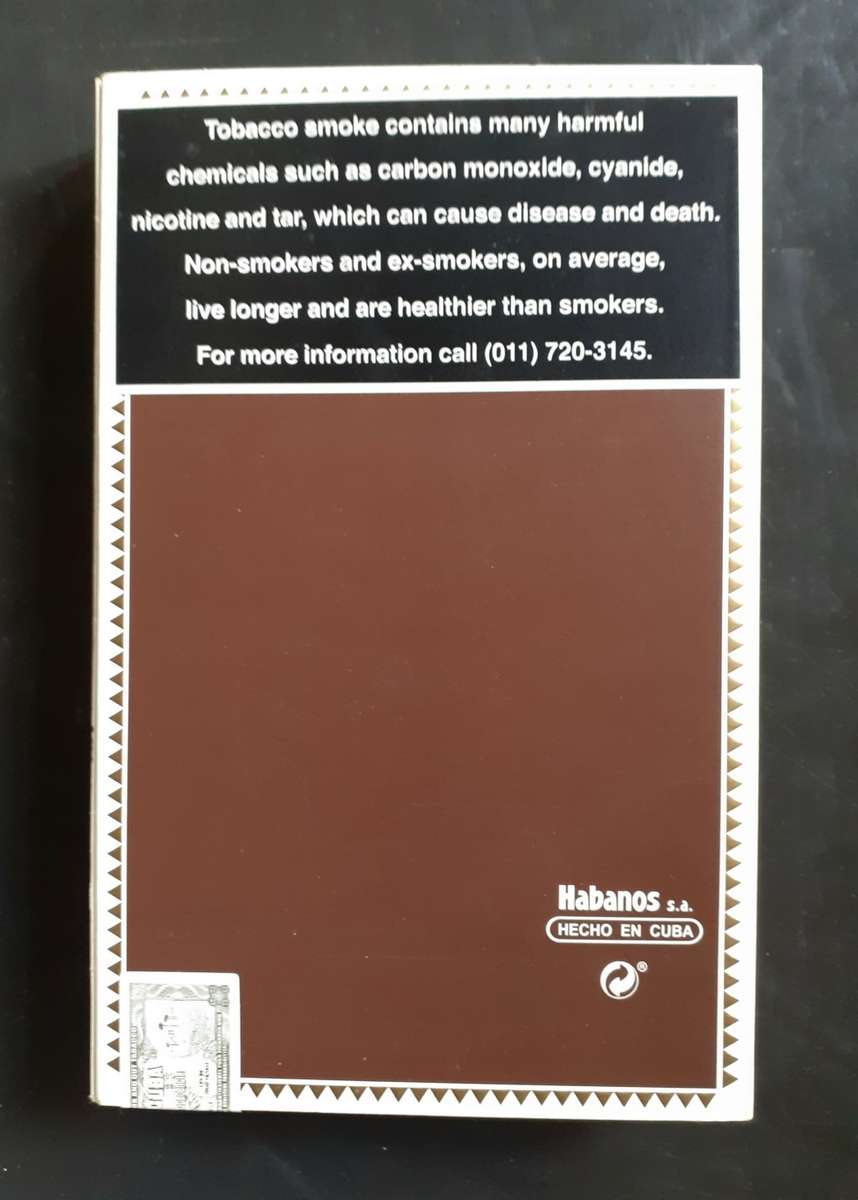 Tobacco smoke contains many harmful
chemicals such as carbon monoxide, cyanide,
nicotine and tar, which can cause disease and death.
Non-smokers and ex-smokers, on average,
live longer and are healthier than smokers.
For more information call (011) 720-3145.
Habanos s.a.
HECHO EN CUBA
®